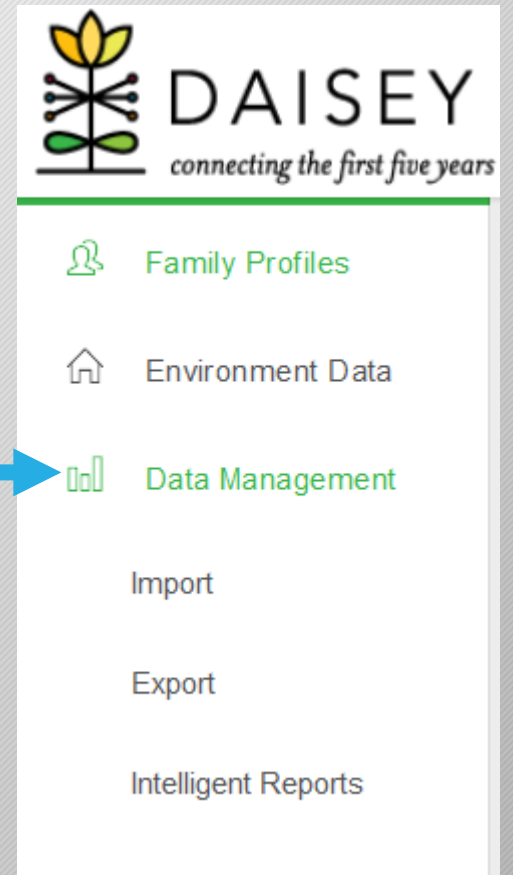 DAISEY
connecting the first five years
Family Profiles
Environment Data
Data Management
Import
Export
Intelligent Reports